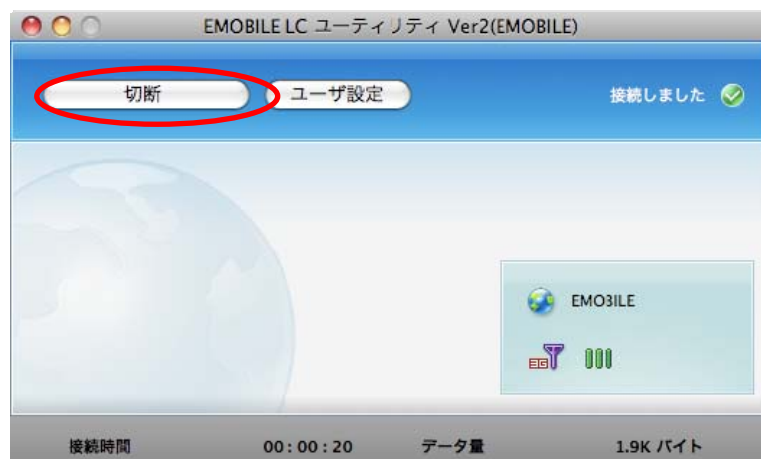 EMOBILE LC ユーティリティ Ver2(EMOBILE)
切断 ユーザ設定 接続しました
EMO3ILE
EG
接続時間 00:00:20 データ量 1.9K バイト